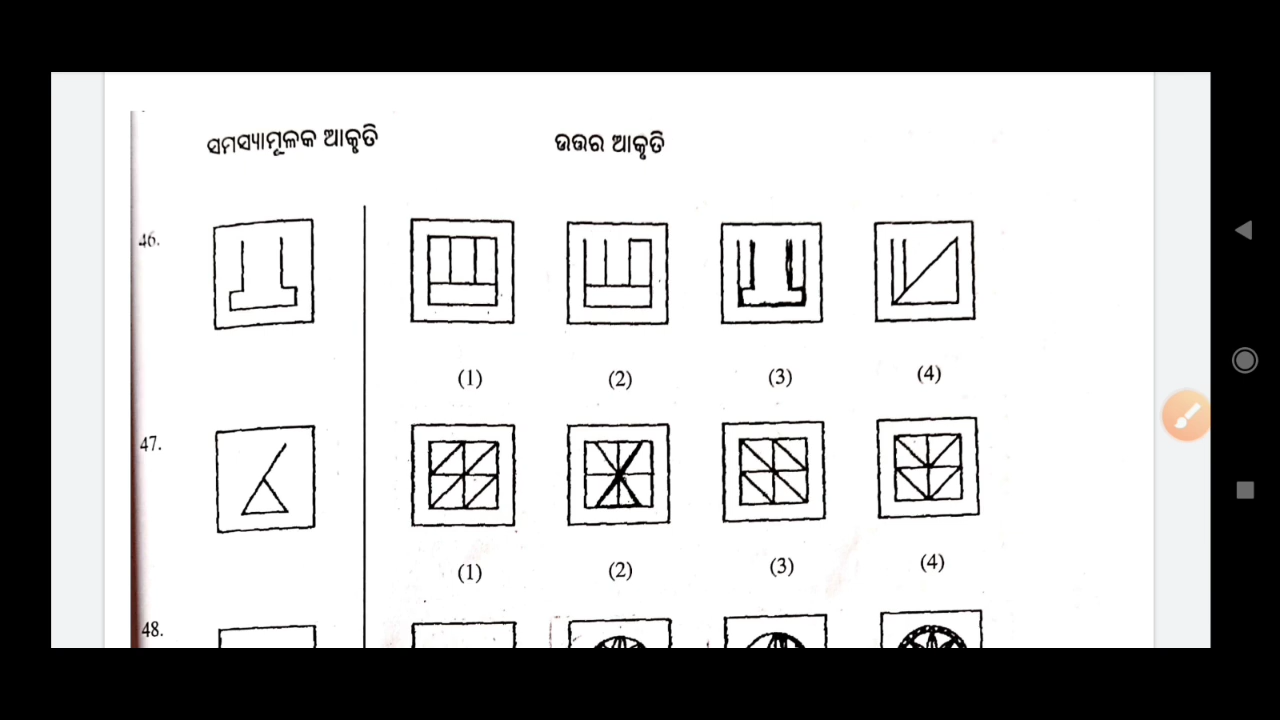 ସମସ୍ୟାମୂଳକ ଆକୃତି
ଉତ୍ତର ଆକୃତି
46.
(1) (2) (3) (4)
47.
(1) (2) (3) (4)
48.